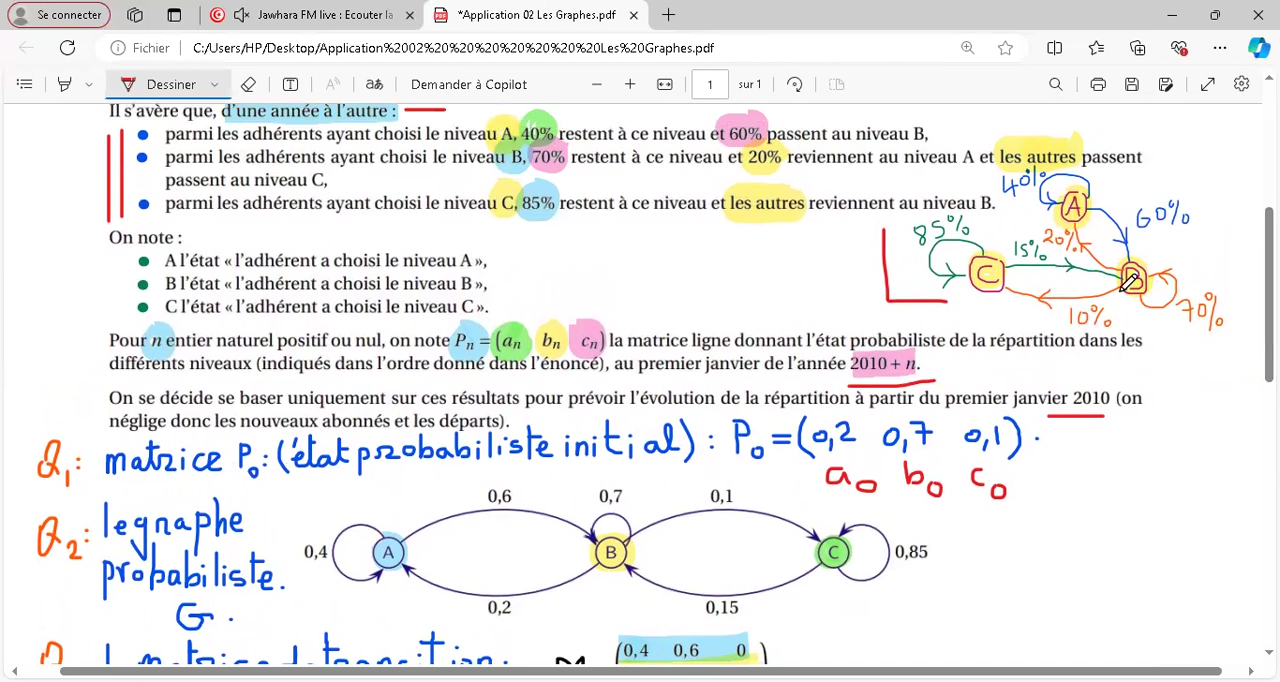 Se connecter
Jawhara FM live : Ecouter la
*Application 02 Les Graphes.pdf
Fichier
C:/Users/HP/Desktop/Application%2002%20%20%20%20%20%20%20Les%20Graphes.pdf
Dessiner
aあ
Demander à Copilot
1
sur 1
Il s'avère que, d'une année à l'autre :
parmi les adhérents ayant choisi le niveau A, 40% restent à ce niveau et 60% passent au niveau B,
parmi les adhérents ayant choisi le niveau B, 70% restent à ce niveau et 20% reviennent au niveau A et les autres passent
passent au niveau C,
parmi les adhérents ayant choisi le niveau C, 85% restent à ce niveau et les autres reviennent au niveau B.
40%
A
60%
85%
15%
20%
C
B
10%
70%
On note :
A l'état « l'adhérent a choisi le niveau A »,
B l'état « l'adhérent a choisi le niveau B »,
C l'état « l'adhérent a choisi le niveau C ».
Pour n entier naturel positif ou nul, on note Pn = (an bn cn) la matrice ligne donnant l'état probabiliste de la répartition dans les
différents niveaux (indiqués dans l'ordre donné dans l'énoncé), au premier janvier de l'année 2010 + n.
On se décide se baser uniquement sur ces résultats pour prévoir l'évolution de la répartition à partir du premier janvier 2010 (on
néglige donc les nouveaux abonnés et les départs).
Q1: matrice P0: (état probabiliste initial) : P0 = (0,2 0,7 0,1).
a0 b0 c0
Q2: le graphe
probabiliste.
G.
0,6
0,7
0,1
0,4
A
B
C
0,85
0,2
0,15
matrice de transition
(0,4 0,6 0)